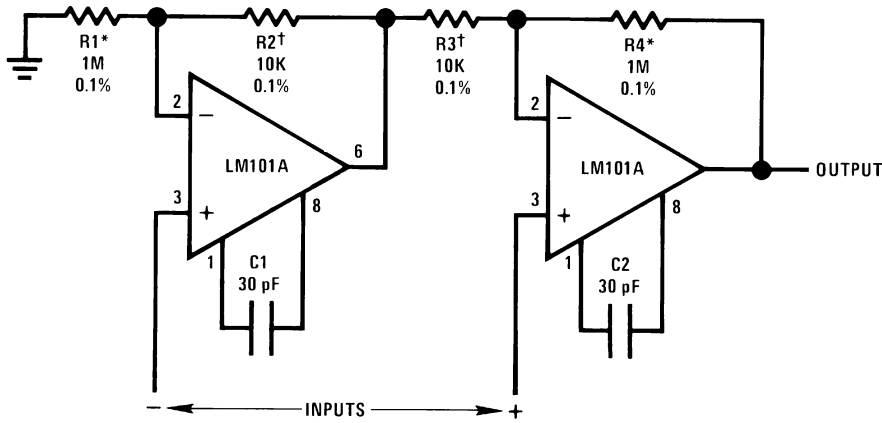 R1*
1M
0.1%
R2†
10K
0.1%
R3†
10K
0.1%
R4*
1M
0.1%
2
−
LM101A
6
3
+
8
1
C1
30 pF
2
−
LM101A
OUTPUT
3
+
8
1
C2
30 pF
− INPUTS +